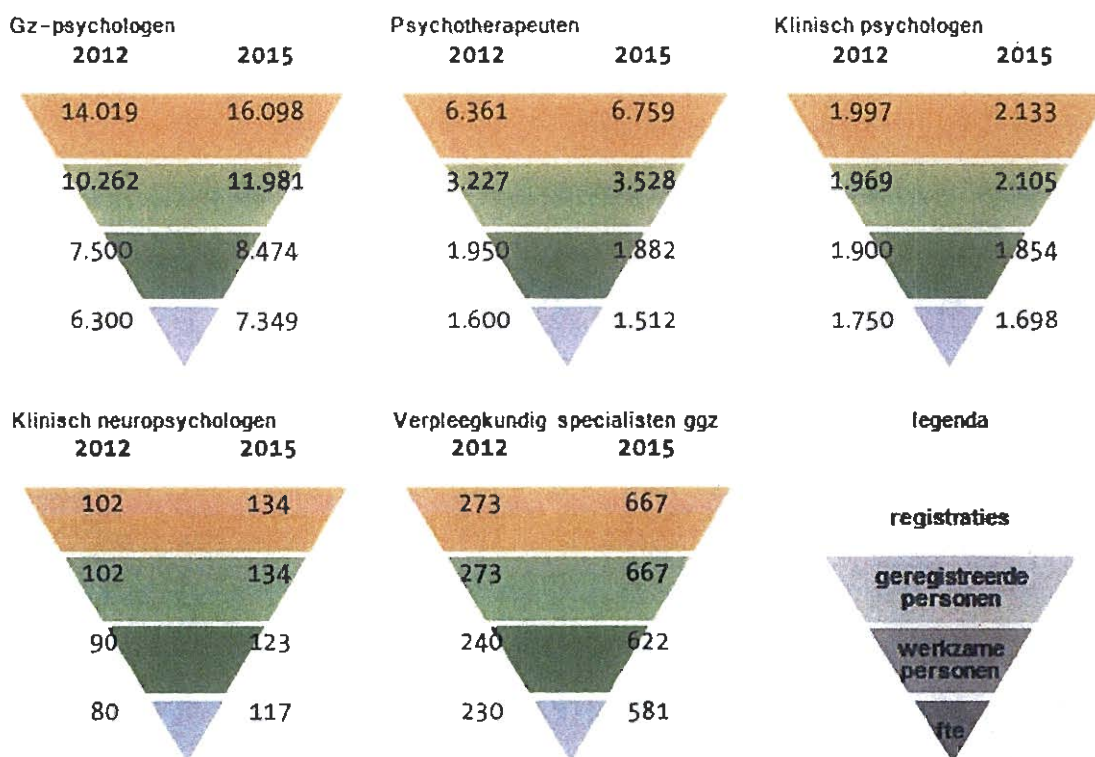 Gz-psychologen
2012 2015
14.019 16.098
10.262 11.981
7.500 8.474
6.300 7.349
Psychotherapeuten
2012 2015
6.361 6.759
3.227 3.528
1.950 1.882
1.600 1.512
Klinisch psychologen
2012 2015
1.997 2.133
1.969 2.105
1.900 1.854
1.750 1.698
Klinisch neuropsychologen
2012 2015
102 134
102 134
90 123
80 117
Verpleegkundig specialisten ggz
2012 2015
273 667
273 667
240 622
230 581
legenda
registraties
geregistreerde
personen
werkzame
personen
fte